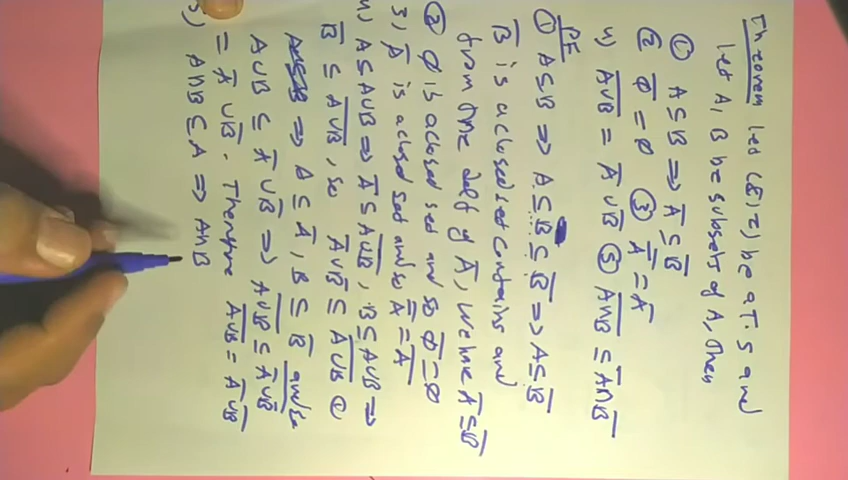 Theorem Let (E,τ) be a T.S and
let A, B be subsets of A, then
① A ⊆ B ⇒ A̅ ⊆ B̅
② φ̅ = φ ③ A̿ = A̅
4) A̅∪̅B̅ = A̅ ∪ B̅ ⑤ A̅∩̅B̅ ⊆ A̅ ∩ B̅
PF
① A ⊆ B ⇒ A ⊆ B ⊆ B̅ ⇒ A ⊆ B̅
B̅ is a closed set contains and
from the def of A̅, we have A̅ ⊆ B̅
② φ is a closed set and so φ̅ = φ
3) A̅ is a closed set and so A̿ = A̅
4) A ⊆ A∪B ⇒ A̅ ⊆ A̅∪̅B̅, B ⊆ A∪B ⇒
B̅ ⊆ A̅∪̅B̅, so A̅ ∪ B̅ ⊆ A̅∪̅B̅ ①
⇒ A ⊆ A̅, B ⊆ B̅ and so
A∪B ⊆ A̅ ∪ B̅ ⇒ A̅∪̅B̅ ⊆ A̅ ∪ B̅
= A̅ ∪ B̅. Therefore A̅∪̅B̅ = A̅ ∪ B̅
5) A∩B ⊆ A ⇒ A∩B